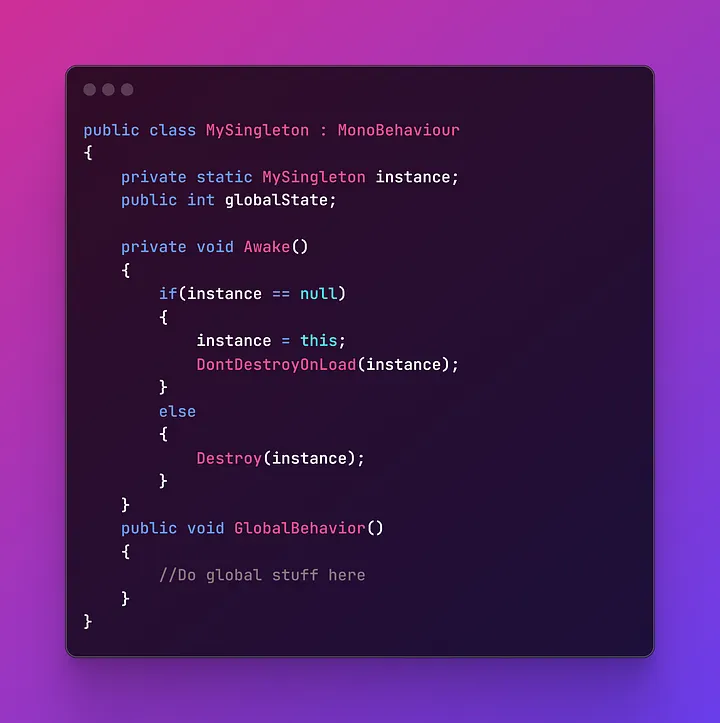 public class MySingleton : MonoBehaviour
{
    private static MySingleton instance;
    public int globalState;

    private void Awake()
    {
        if(instance == null)
        {
            instance = this;
            DontDestroyOnLoad(instance);
        }
        else
        {
            Destroy(instance);
        }
    }
    public void GlobalBehavior()
    {
        //Do global stuff here
    }
}